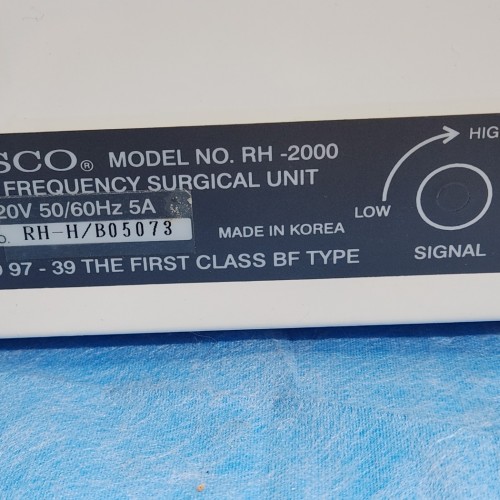 SCO® MODEL NO. RH -2000
FREQUENCY SURGICAL UNIT
20V 50/60Hz 5A
O. RH-H/B05073
MADE IN KOREA
97 - 39 THE FIRST CLASS BF TYPE
HIG
LOW
SIGNAL